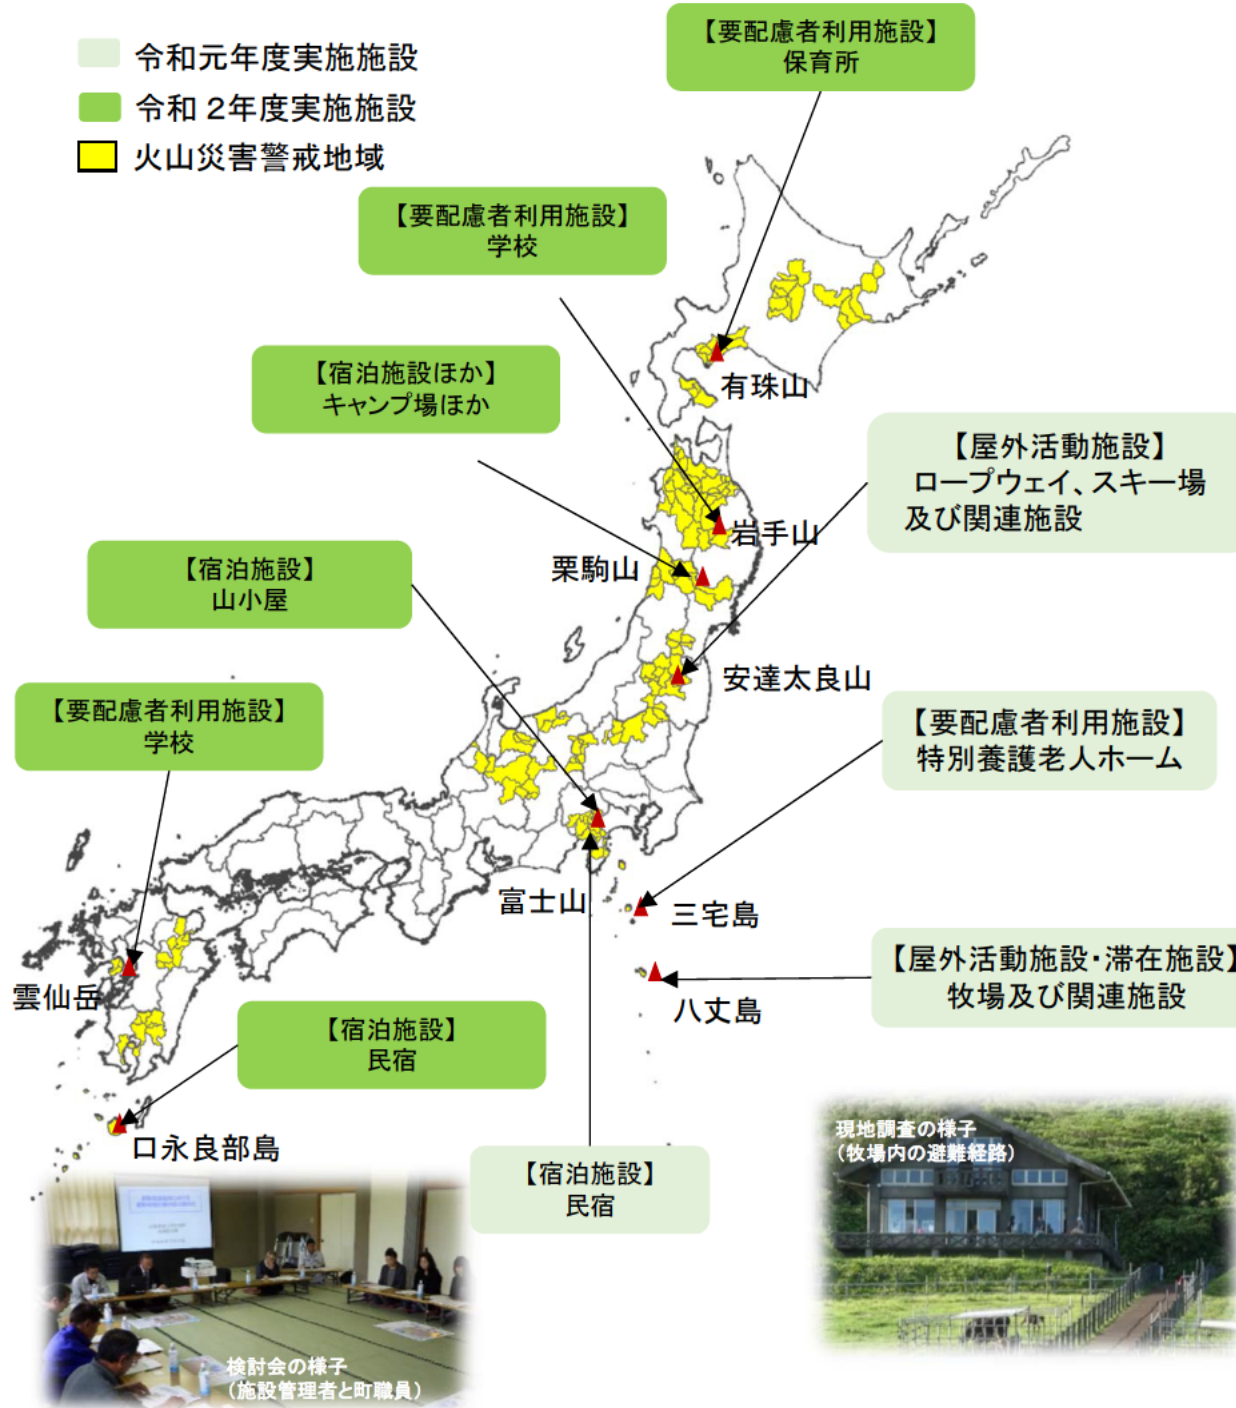 令和元年度実施施設
令和２年度実施施設
火山災害警戒地域
【要配慮者利用施設】
保育所
【要配慮者利用施設】
学校
【宿泊施設ほか】
キャンプ場ほか
有珠山
【屋外活動施設】
ロープウェイ、スキー場
及び関連施設
岩手山
栗駒山
【宿泊施設】
山小屋
安達太良山
【要配慮者利用施設】
学校
【要配慮者利用施設】
特別養護老人ホーム
富士山
三宅島
【屋外活動施設・滞在施設】
牧場及び関連施設
雲仙岳
八丈島
【宿泊施設】
民宿
口永良部島
【宿泊施設】
民宿
現地調査の様子
（牧場内の避難経路）
検討会の様子
（施設管理者と町職員）